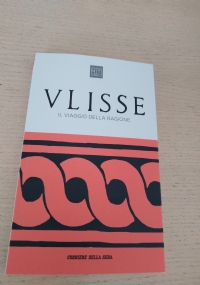 VLISSE
IL VIAGGIO DELLA RAGIONE
CORRIERE DELLA SERA